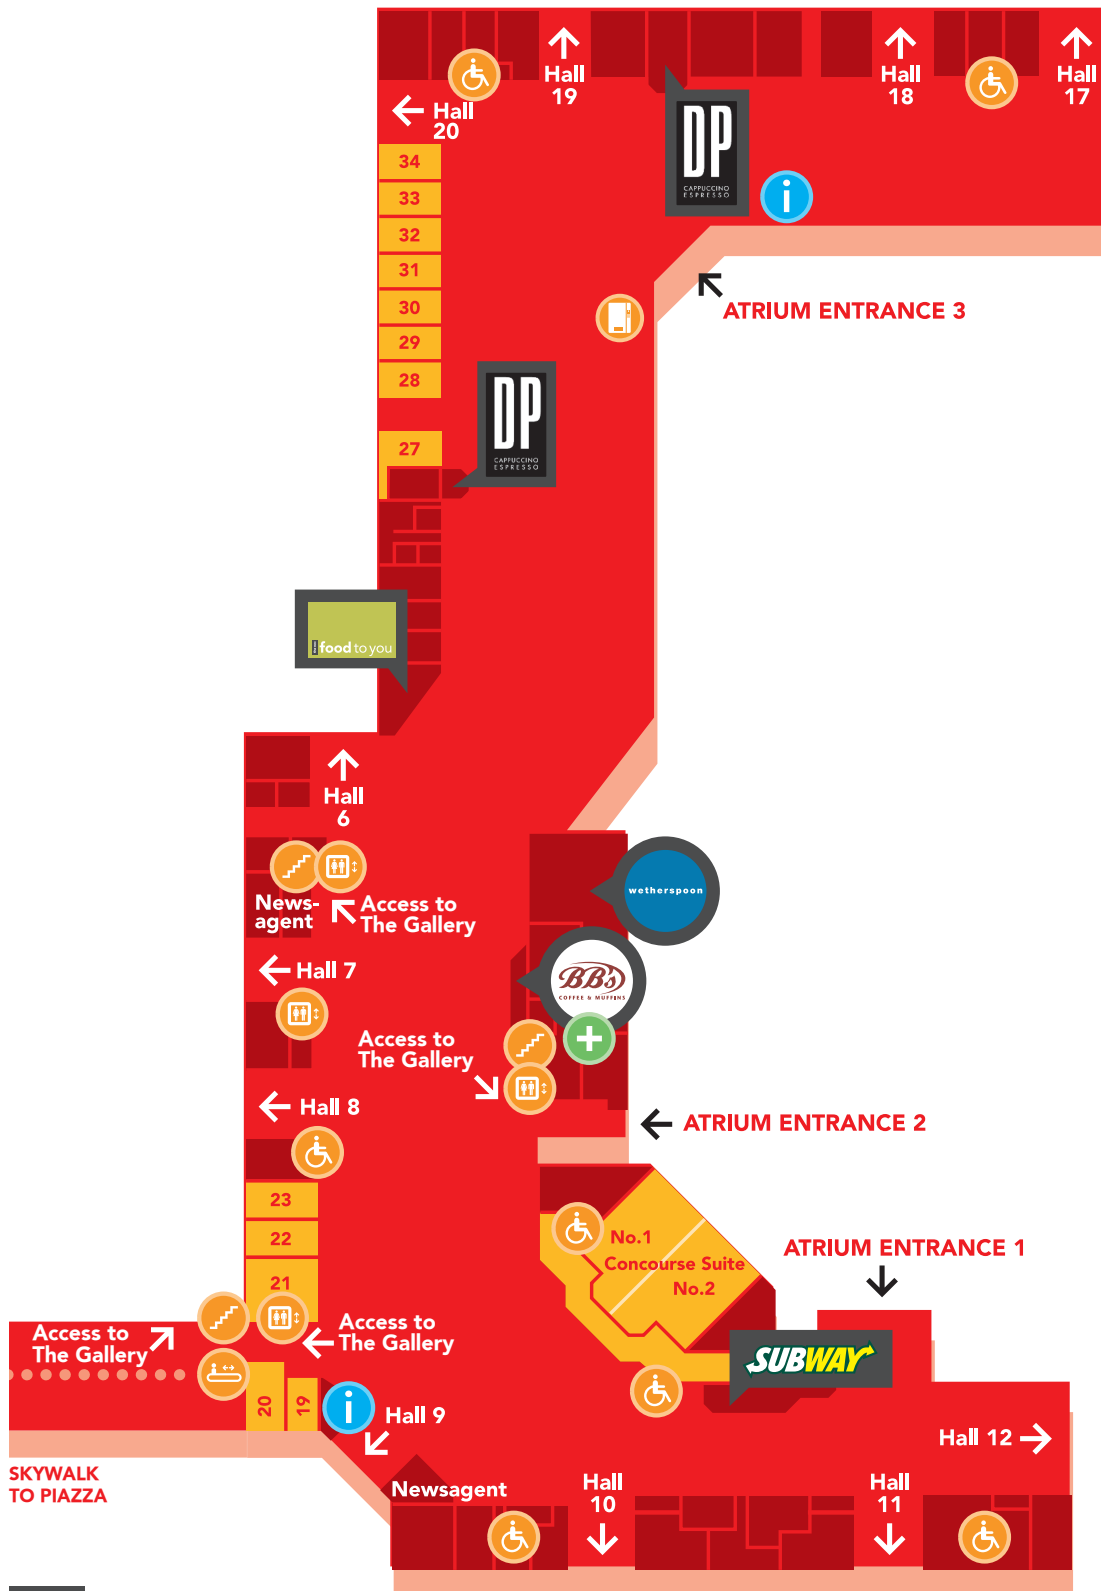 Hall
19
Hall
18
Hall
17
Hall
20
DP
CAPPUCCINO
ESPRESSO
i
34
33
32
31
30
29
28
27
ATRIUM ENTRANCE 3
DP
CAPPUCCINO
ESPRESSO
food to you
Hall
6
News-
agent
Access to
The Gallery
wetherspoon
Hall 7
BB's
COFFEE & MUFFINS
Access to
The Gallery
Hall 8
ATRIUM ENTRANCE 2
23
22
21
No.1
Concourse Suite
No.2
ATRIUM ENTRANCE 1
Access to
The Gallery
Access to
The Gallery
SUBWAY
20
19
i
Hall 9
Hall 12
SKYWALK
TO PIAZZA
Newsagent
Hall
10
Hall
11